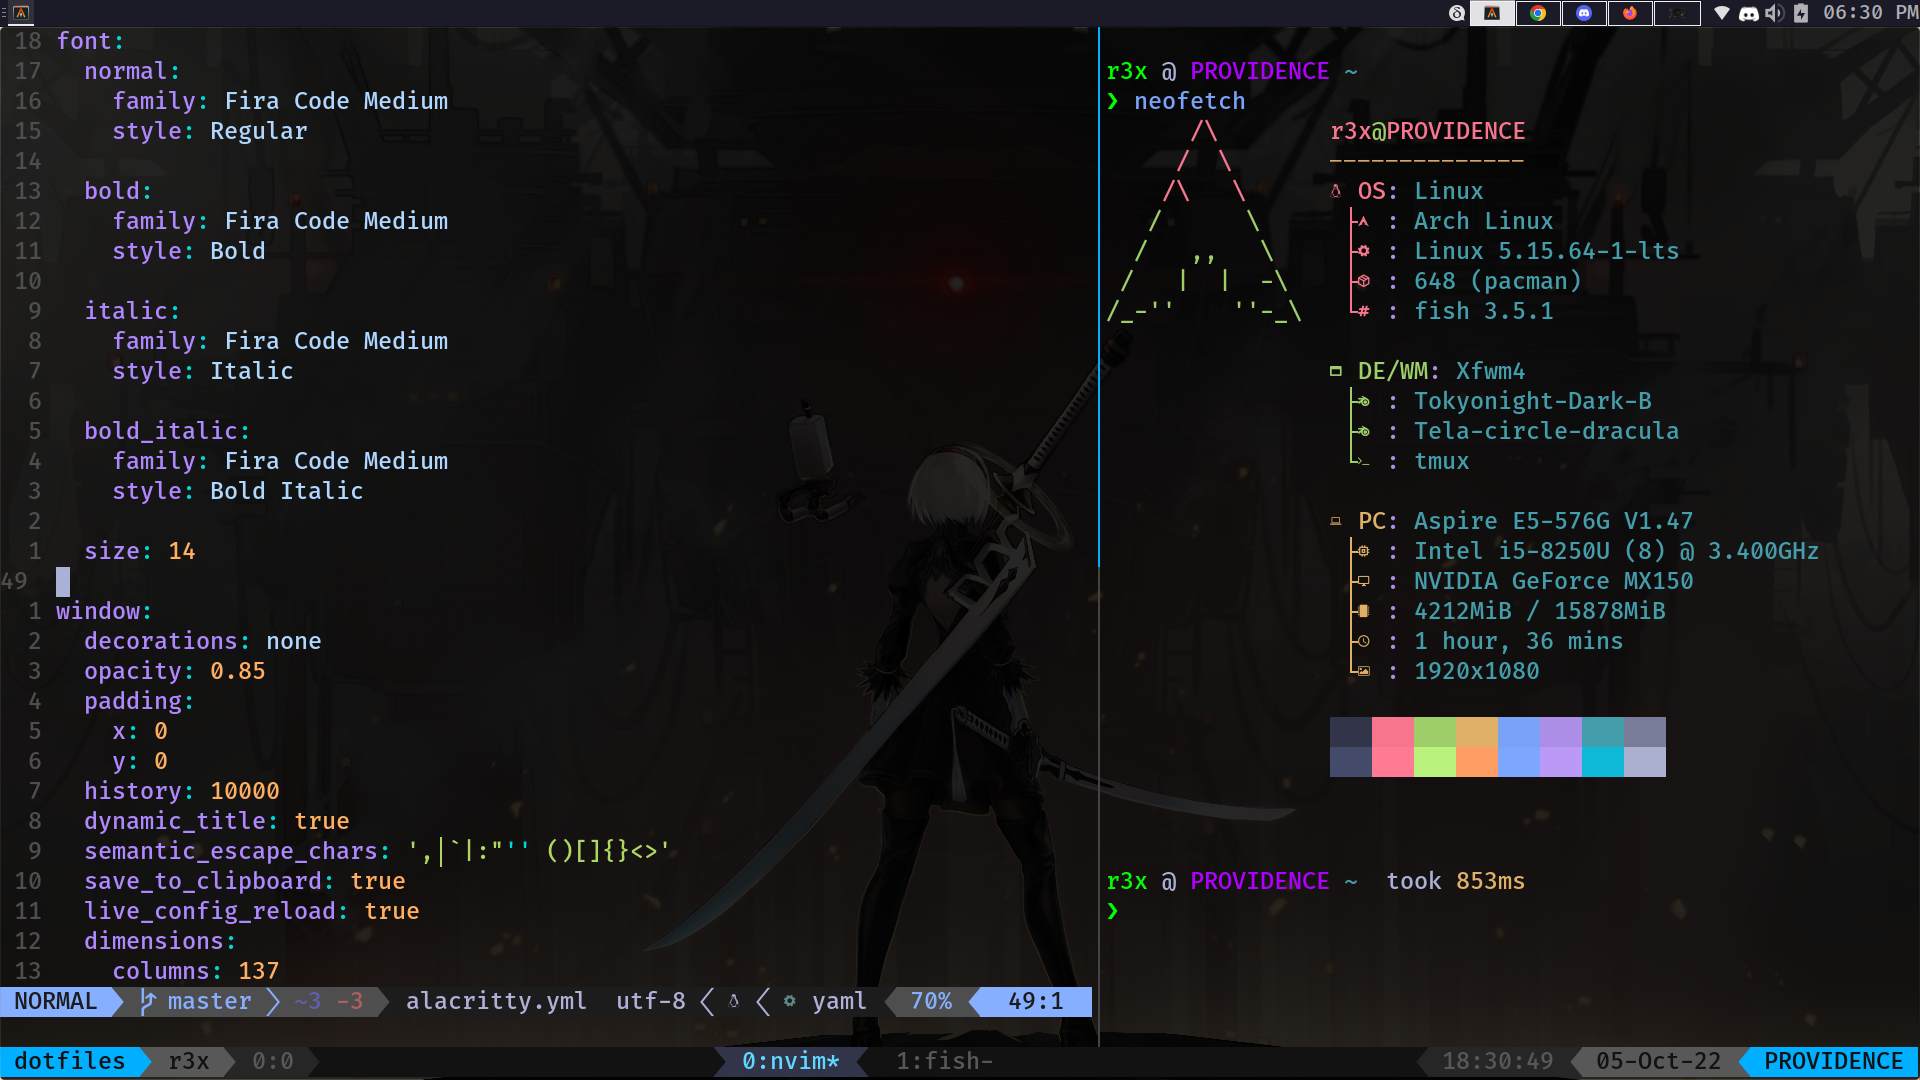 06:30 PM
18 font:
17 normal:
16 family: Fira Code Medium
15 style: Regular
14
13 bold:
12 family: Fira Code Medium
11 style: Bold
10
9 italic:
8 family: Fira Code Medium
7 style: Italic
6
5 bold_italic:
4 family: Fira Code Medium
3 style: Bold Italic
2
1 size: 14
49
1 window:
2 decorations: none
3 opacity: 0.85
4 padding:
5 x: 0
6 y: 0
7 history: 10000
8 dynamic_title: true
9 semantic_escape_chars: ',│`|:"'' ()[]{}<>'
10 save_to_clipboard: true
11 live_config_reload: true
12 dimensions:
13 columns: 137
NORMAL master ~3 -3 alacritty.yml utf-8 yaml 70% 49:1
r3x @ PROVIDENCE ~
❯ neofetch
/\
/ \
/\ \
/ \
/ ,, \
/ | | -\
/_-'' ''-_\
r3x@PROVIDENCE
---------------
OS: Linux
: Arch Linux
: Linux 5.15.64-1-lts
: 648 (pacman)
# : fish 3.5.1
DE/WM: Xfwm4
: Tokyonight-Dark-B
: Tela-circle-dracula
>_ : tmux
PC: Aspire E5-576G V1.47
: Intel i5-8250U (8) @ 3.400GHz
: NVIDIA GeForce MX150
: 4212MiB / 15878MiB
: 1 hour, 36 mins
: 1920x1080
r3x @ PROVIDENCE ~ took 853ms
❯
dotfiles r3x 0:0 0:nvim* 1:fish- 18:30:49 05-Oct-22 PROVIDENCE